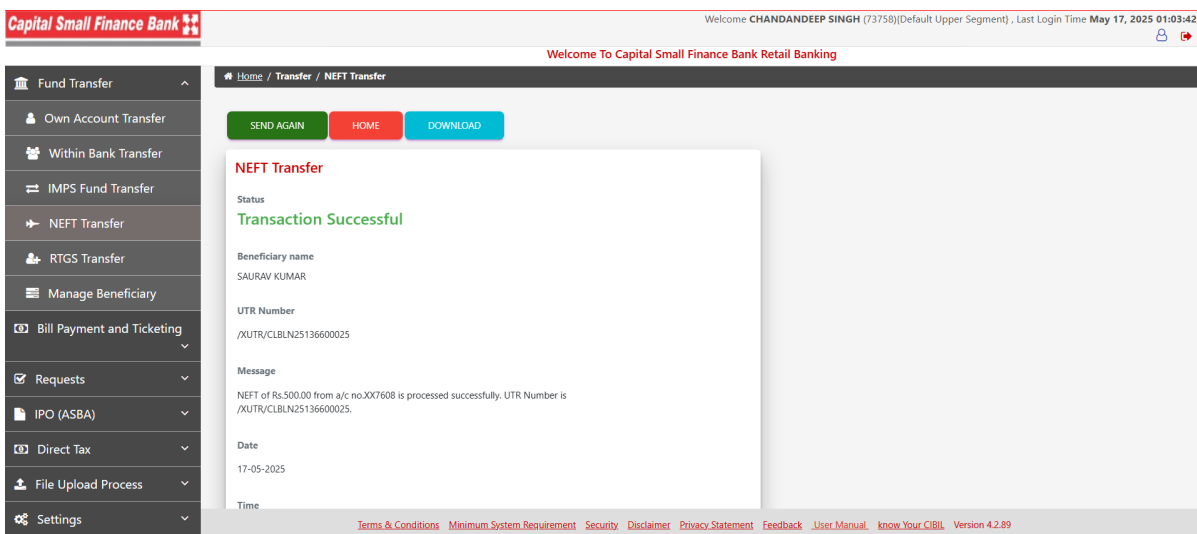 Capital Small Finance Bank
Welcome CHANDANDEEP SINGH (73758)(Default Upper Segment) , Last Login Time May 17, 2025 01:03:42
Welcome To Capital Small Finance Bank Retail Banking
Fund Transfer
Own Account Transfer
Within Bank Transfer
IMPS Fund Transfer
NEFT Transfer
RTGS Transfer
Manage Beneficiary
Bill Payment and Ticketing
Requests
IPO (ASBA)
Direct Tax
File Upload Process
Settings
Home / Transfer / NEFT Transfer
SEND AGAIN
HOME
DOWNLOAD
NEFT Transfer
Status
Transaction Successful
Beneficiary name
SAURAV KUMAR
UTR Number
/XUTR/CLBLN25136600025
Message
NEFT of Rs.500.00 from a/c no.XX7608 is processed successfully. UTR Number is
/XUTR/CLBLN25136600025.
Date
17-05-2025
Time
Terms & Conditions Minimum System Requirement Security Disclaimer Privacy Statement Feedback User Manual know Your CIBIL Version 4.2.89